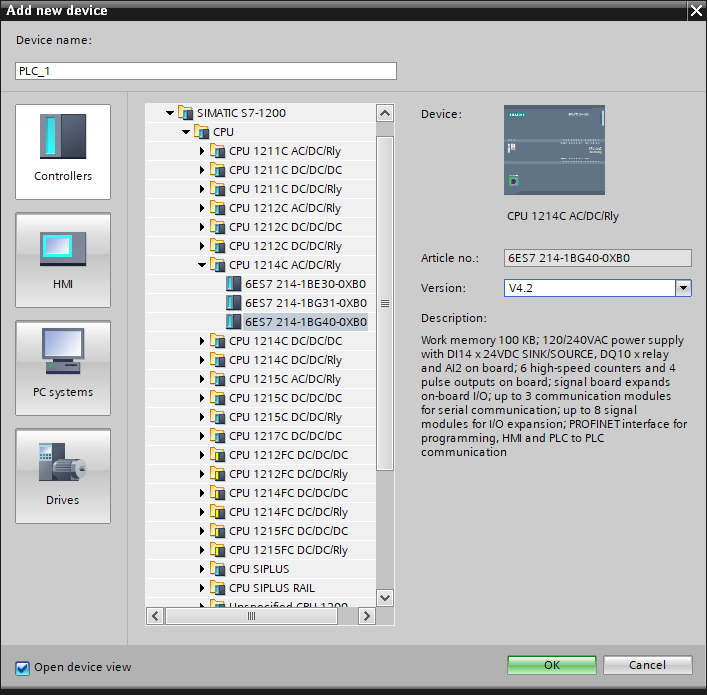 Add new device
Device name:
PLC_1
Controllers
HMI
PC systems
Drives
SIMATIC S7-1200
CPU
CPU 1211C AC/DC/Rly
CPU 1211C DC/DC/DC
CPU 1211C DC/DC/Rly
CPU 1212C AC/DC/Rly
CPU 1212C DC/DC/DC
CPU 1212C DC/DC/Rly
CPU 1214C AC/DC/Rly
6ES7 214-1BE30-0XB0
6ES7 214-1BG31-0XB0
6ES7 214-1BG40-0XB0
CPU 1214C DC/DC/DC
CPU 1214C DC/DC/Rly
CPU 1215C AC/DC/Rly
CPU 1215C DC/DC/DC
CPU 1215C DC/DC/Rly
CPU 1217C DC/DC/DC
CPU 1212FC DC/DC/DC
CPU 1212FC DC/DC/Rly
CPU 1214FC DC/DC/DC
CPU 1214FC DC/DC/Rly
CPU 1215FC DC/DC/DC
CPU 1215FC DC/DC/Rly
CPU SIPLUS
CPU SIPLUS RAIL
Unspecified CPU 1200
Device:
SIEMENS
CPU 1214C AC/DC/Rly
Article no.:
6ES7 214-1BG40-0XB0
Version:
V4.2
Description:
Work memory 100 KB; 120/240VAC power supply
with DI14 x 24VDC SINK/SOURCE, DQ10 x relay
and AI2 on board; 6 high-speed counters and 4
pulse outputs on board; signal board expands
on-board I/O; up to 3 communication modules
for serial communication; up to 8 signal
modules for I/O expansion; PROFINET interface for
programming, HMI and PLC to PLC
communication
Open device view
OK
Cancel